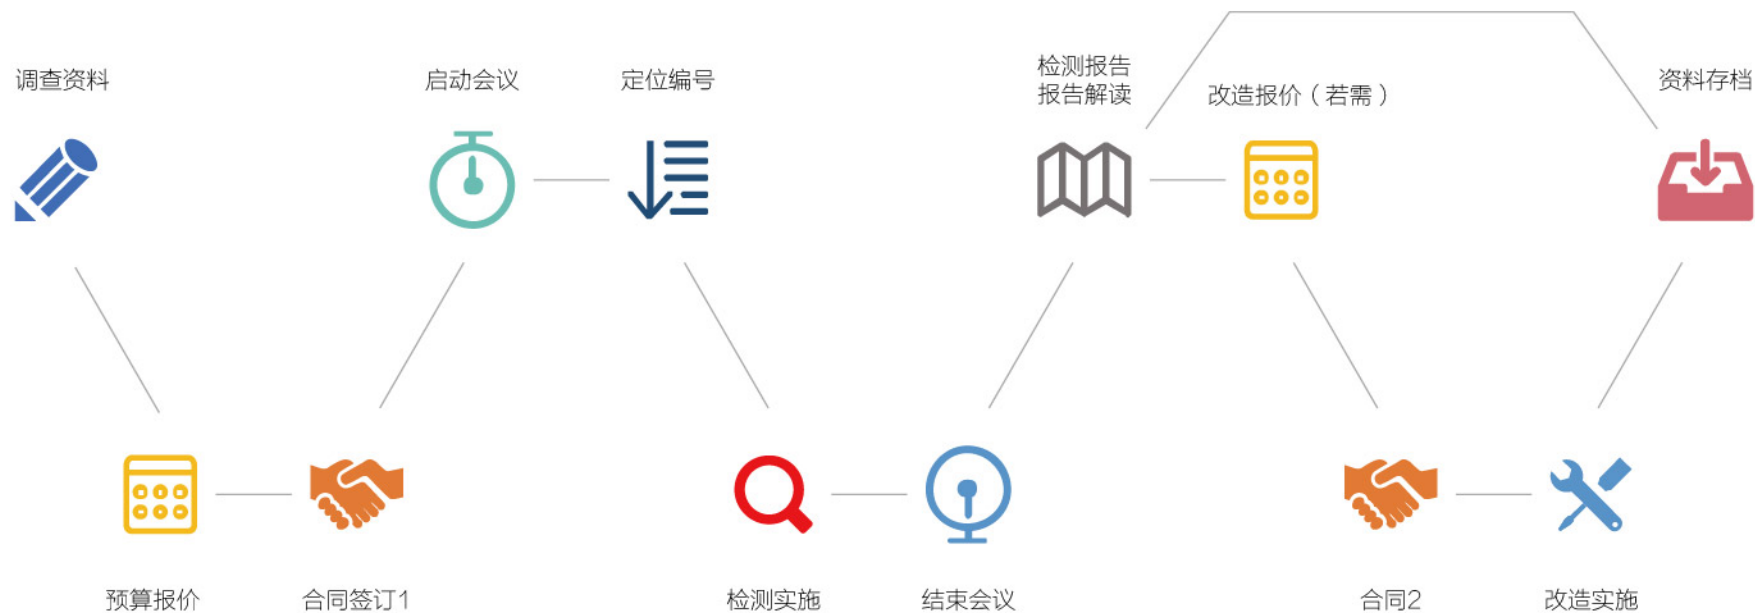 调查资料
启动会议
定位编号
检测报告
报告解读
改造报价（若需）
资料存档
预算报价
合同签订1
检测实施
结束会议
合同2
改造实施